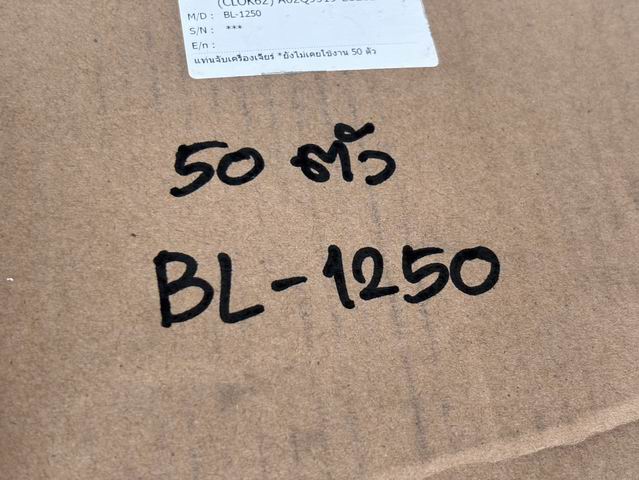 M/D : BL-1250
S/N : ***
E/n :
แท่นจับเครื่องเจียร์ *ยังไม่เคยใช้งาน 50 ตัว
50 ตัว
BL-1250